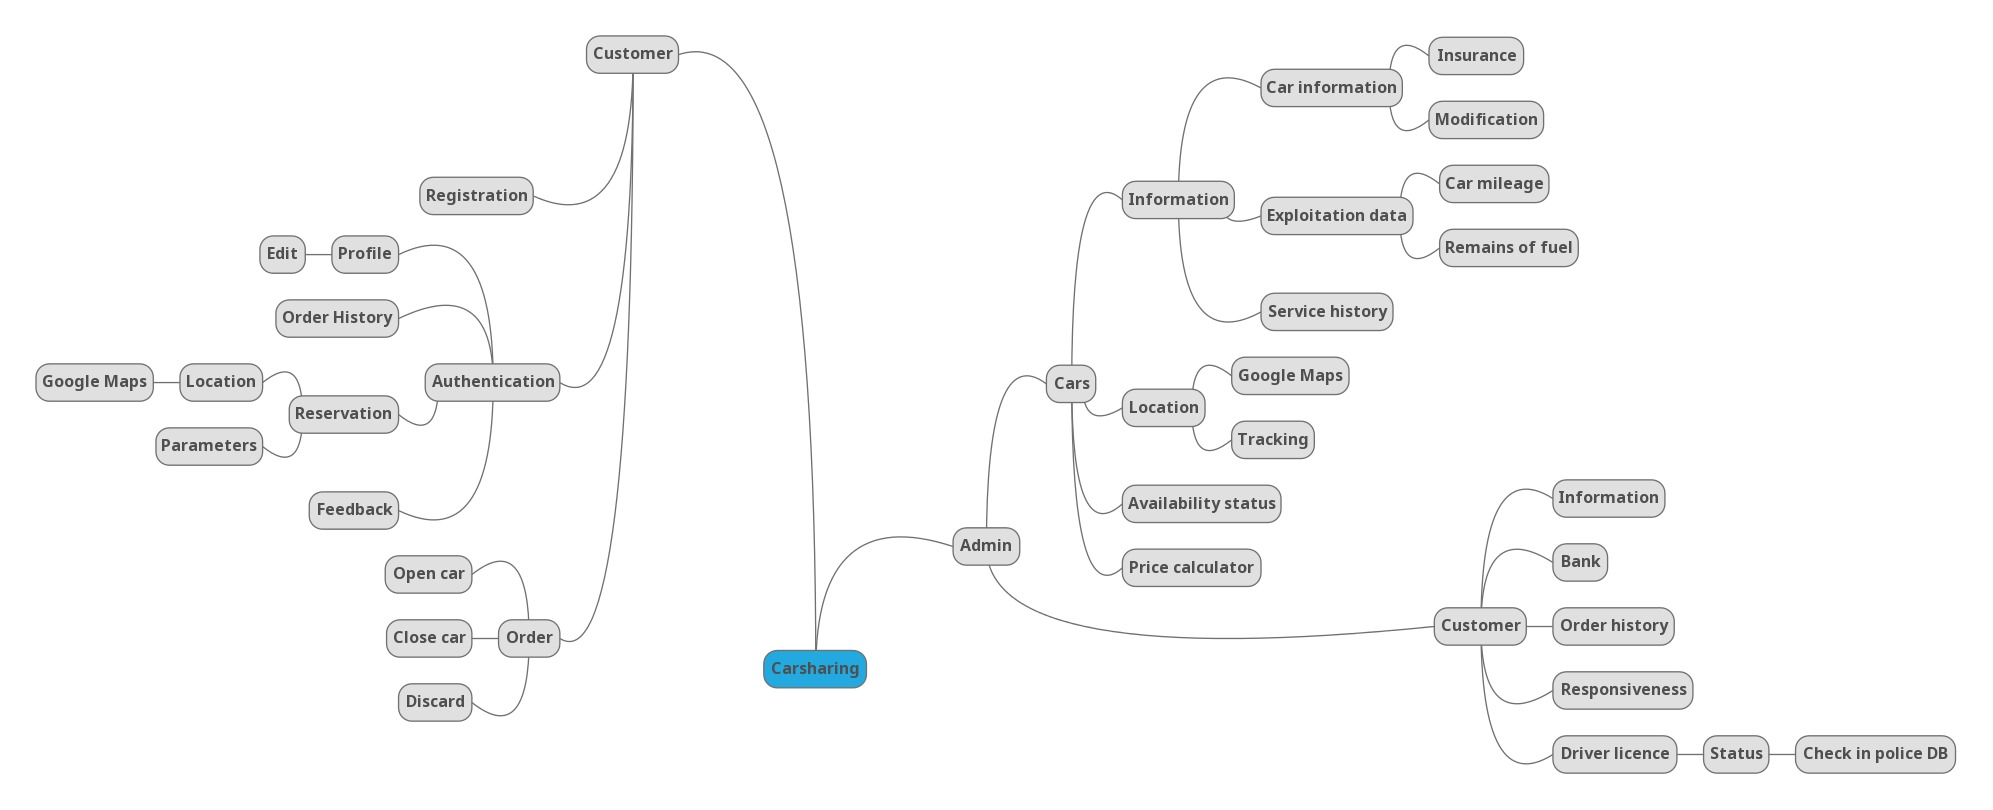 Customer
Registration
Edit
Profile
Order History
Google Maps
Location
Authentication
Reservation
Parameters
Feedback
Open car
Close car
Order
Discard
Carsharing
Admin
Cars
Information
Car information
Insurance
Modification
Exploitation data
Car mileage
Remains of fuel
Service history
Location
Google Maps
Tracking
Availability status
Price calculator
Customer
Information
Bank
Order history
Responsiveness
Driver licence
Status
Check in police DB